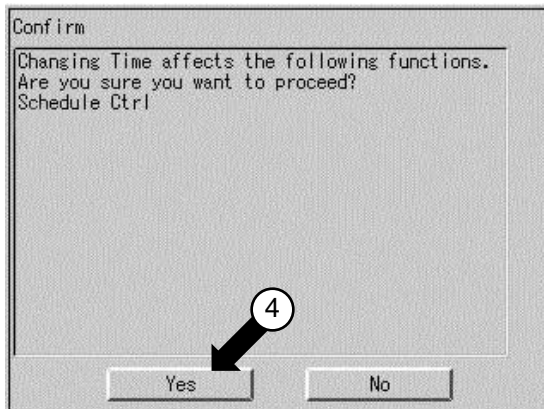 Confirm
Changing Time affects the following functions.
Are you sure you want to proceed?
Schedule Ctrl
4
Yes
No